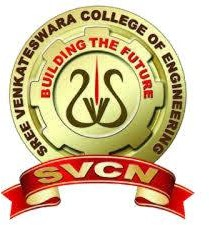 SREE VENKATESWARA COLLEGE OF ENGINEERING
BUILDING THE FUTURE
SVCN